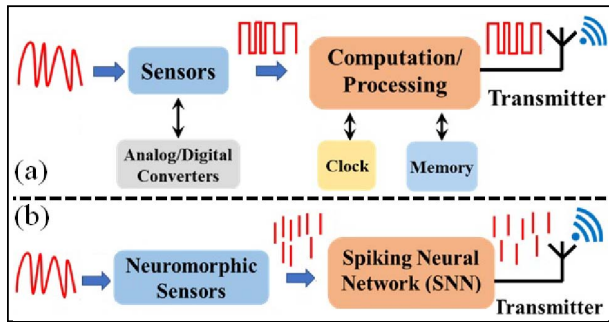 Sensors
Computation/
Processing
Transmitter
Analog/Digital
Converters
Clock
Memory
(a)
(b)
Neuromorphic
Sensors
Spiking Neural
Network (SNN)
Transmitter